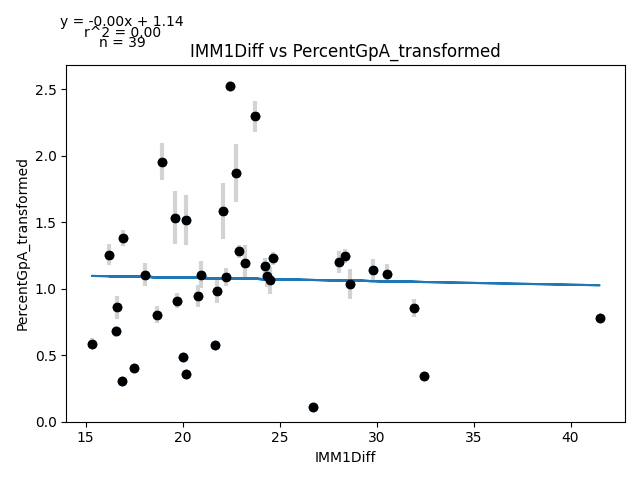 y = -0.00x + 1.14
r^2 = 0.00
n = 39
IMM1Diff vs PercentGpA_transformed
PercentGpA_transformed
2.5
2.0
1.5
1.0
0.5
0.0
15 20 25 30 35 40
IMM1Diff